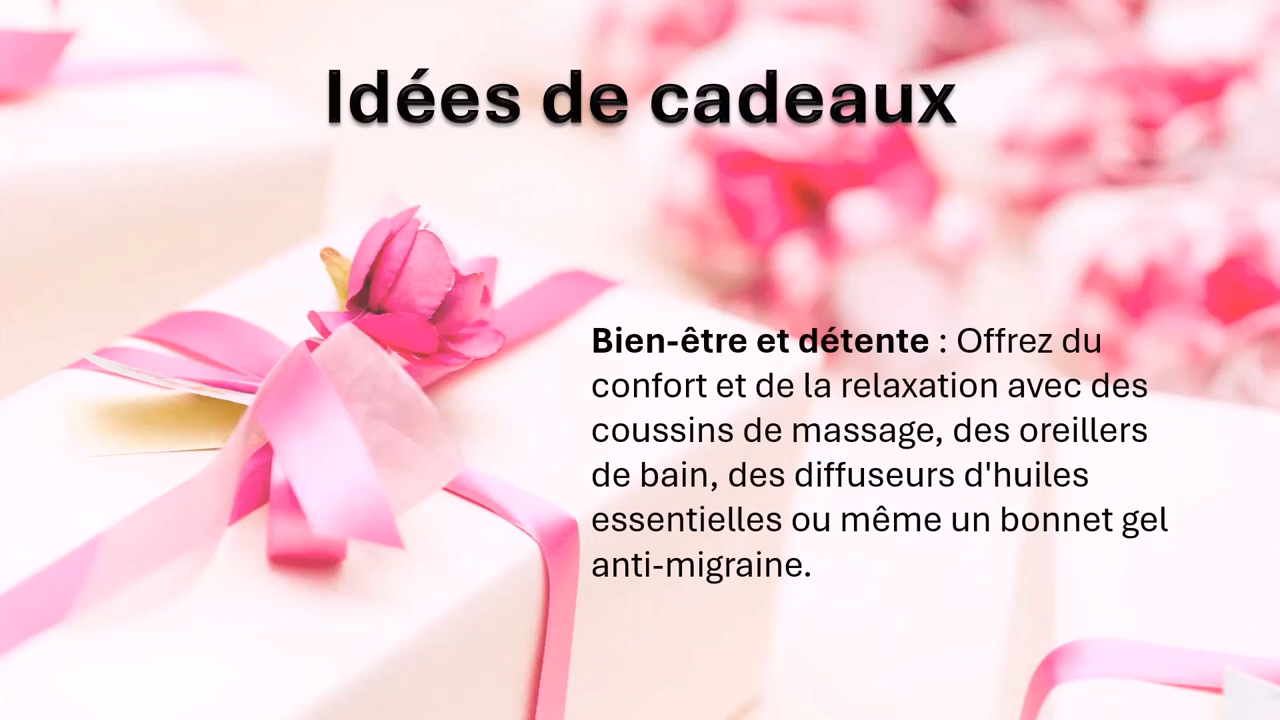 Idées de cadeaux
Bien-être et détente : Offrez du
confort et de la relaxation avec des
coussins de massage, des oreillers
de bain, des diffuseurs d'huiles
essentielles ou même un bonnet gel
anti-migraine.